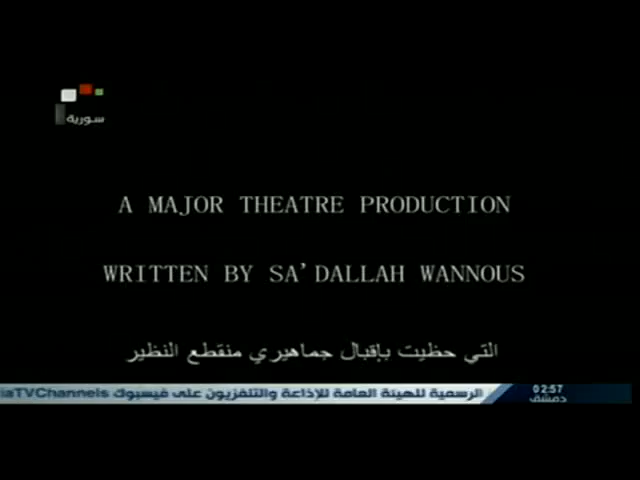 سورية
A MAJOR THEATRE PRODUCTION
WRITTEN BY SA'DALLAH WANNOUS
التي حظيت بإقبال جماهيري منقطع النظير
الرسمية للهيئة العامة للإذاعة والتلفزيون على فيسبوك iaTVChannels
02:57
دمشق